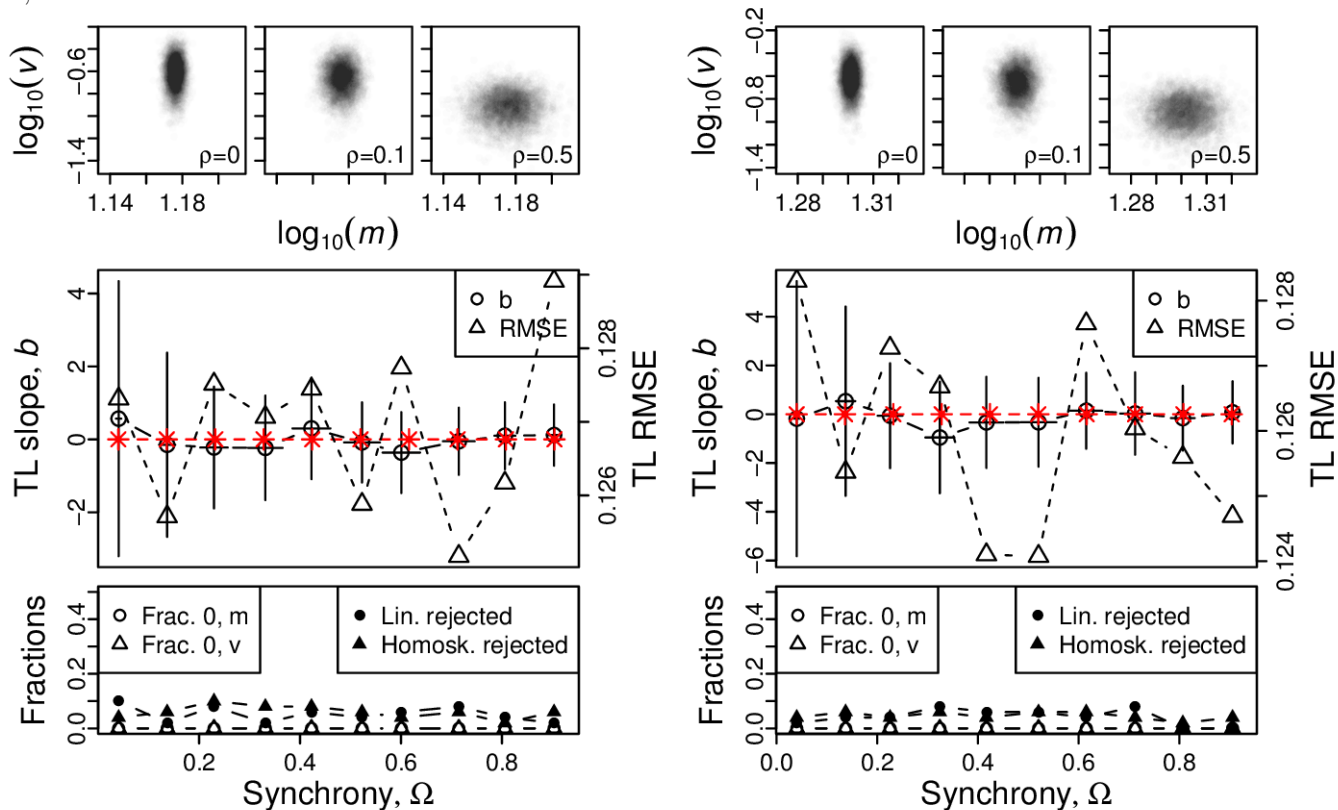 log10(v)
−0.6
−1.4
ρ=0
ρ=0.1
ρ=0.5
1.14 1.18 1.14 1.18
log10(m)
log10(v)
−0.2
−0.8
−1.4
ρ=0
ρ=0.1
ρ=0.5
1.28 1.31 1.28 1.31
log10(m)
TL slope, b
4
2
0
−2
b
RMSE
0.128
0.126
TL RMSE
TL slope, b
4
2
0
−2
−4
−6
b
RMSE
0.128
0.126
0.124
TL RMSE
Fractions
0.4
0.2
0.0
Frac. 0, m
Frac. 0, v
Lin. rejected
Homosk. rejected
0.2 0.4 0.6 0.8
Synchrony, Ω
Fractions
0.4
0.2
0.0
Frac. 0, m
Frac. 0, v
Lin. rejected
Homosk. rejected
0.0 0.2 0.4 0.6 0.8
Synchrony, Ω